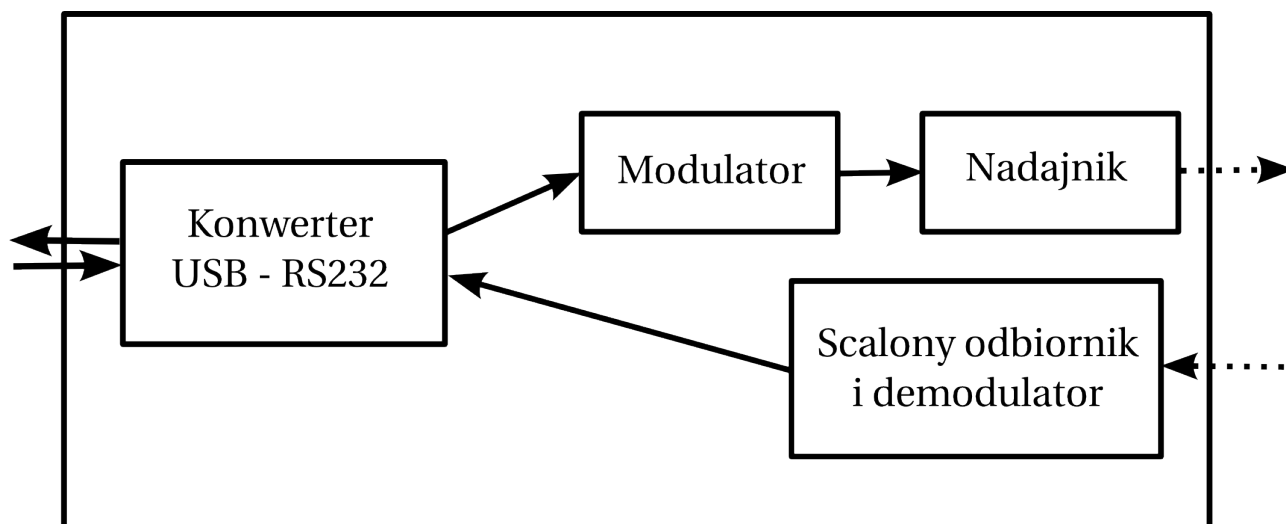 Konwerter
USB - RS232
Modulator
Nadajnik
Scalony odbiornik
i demodulator